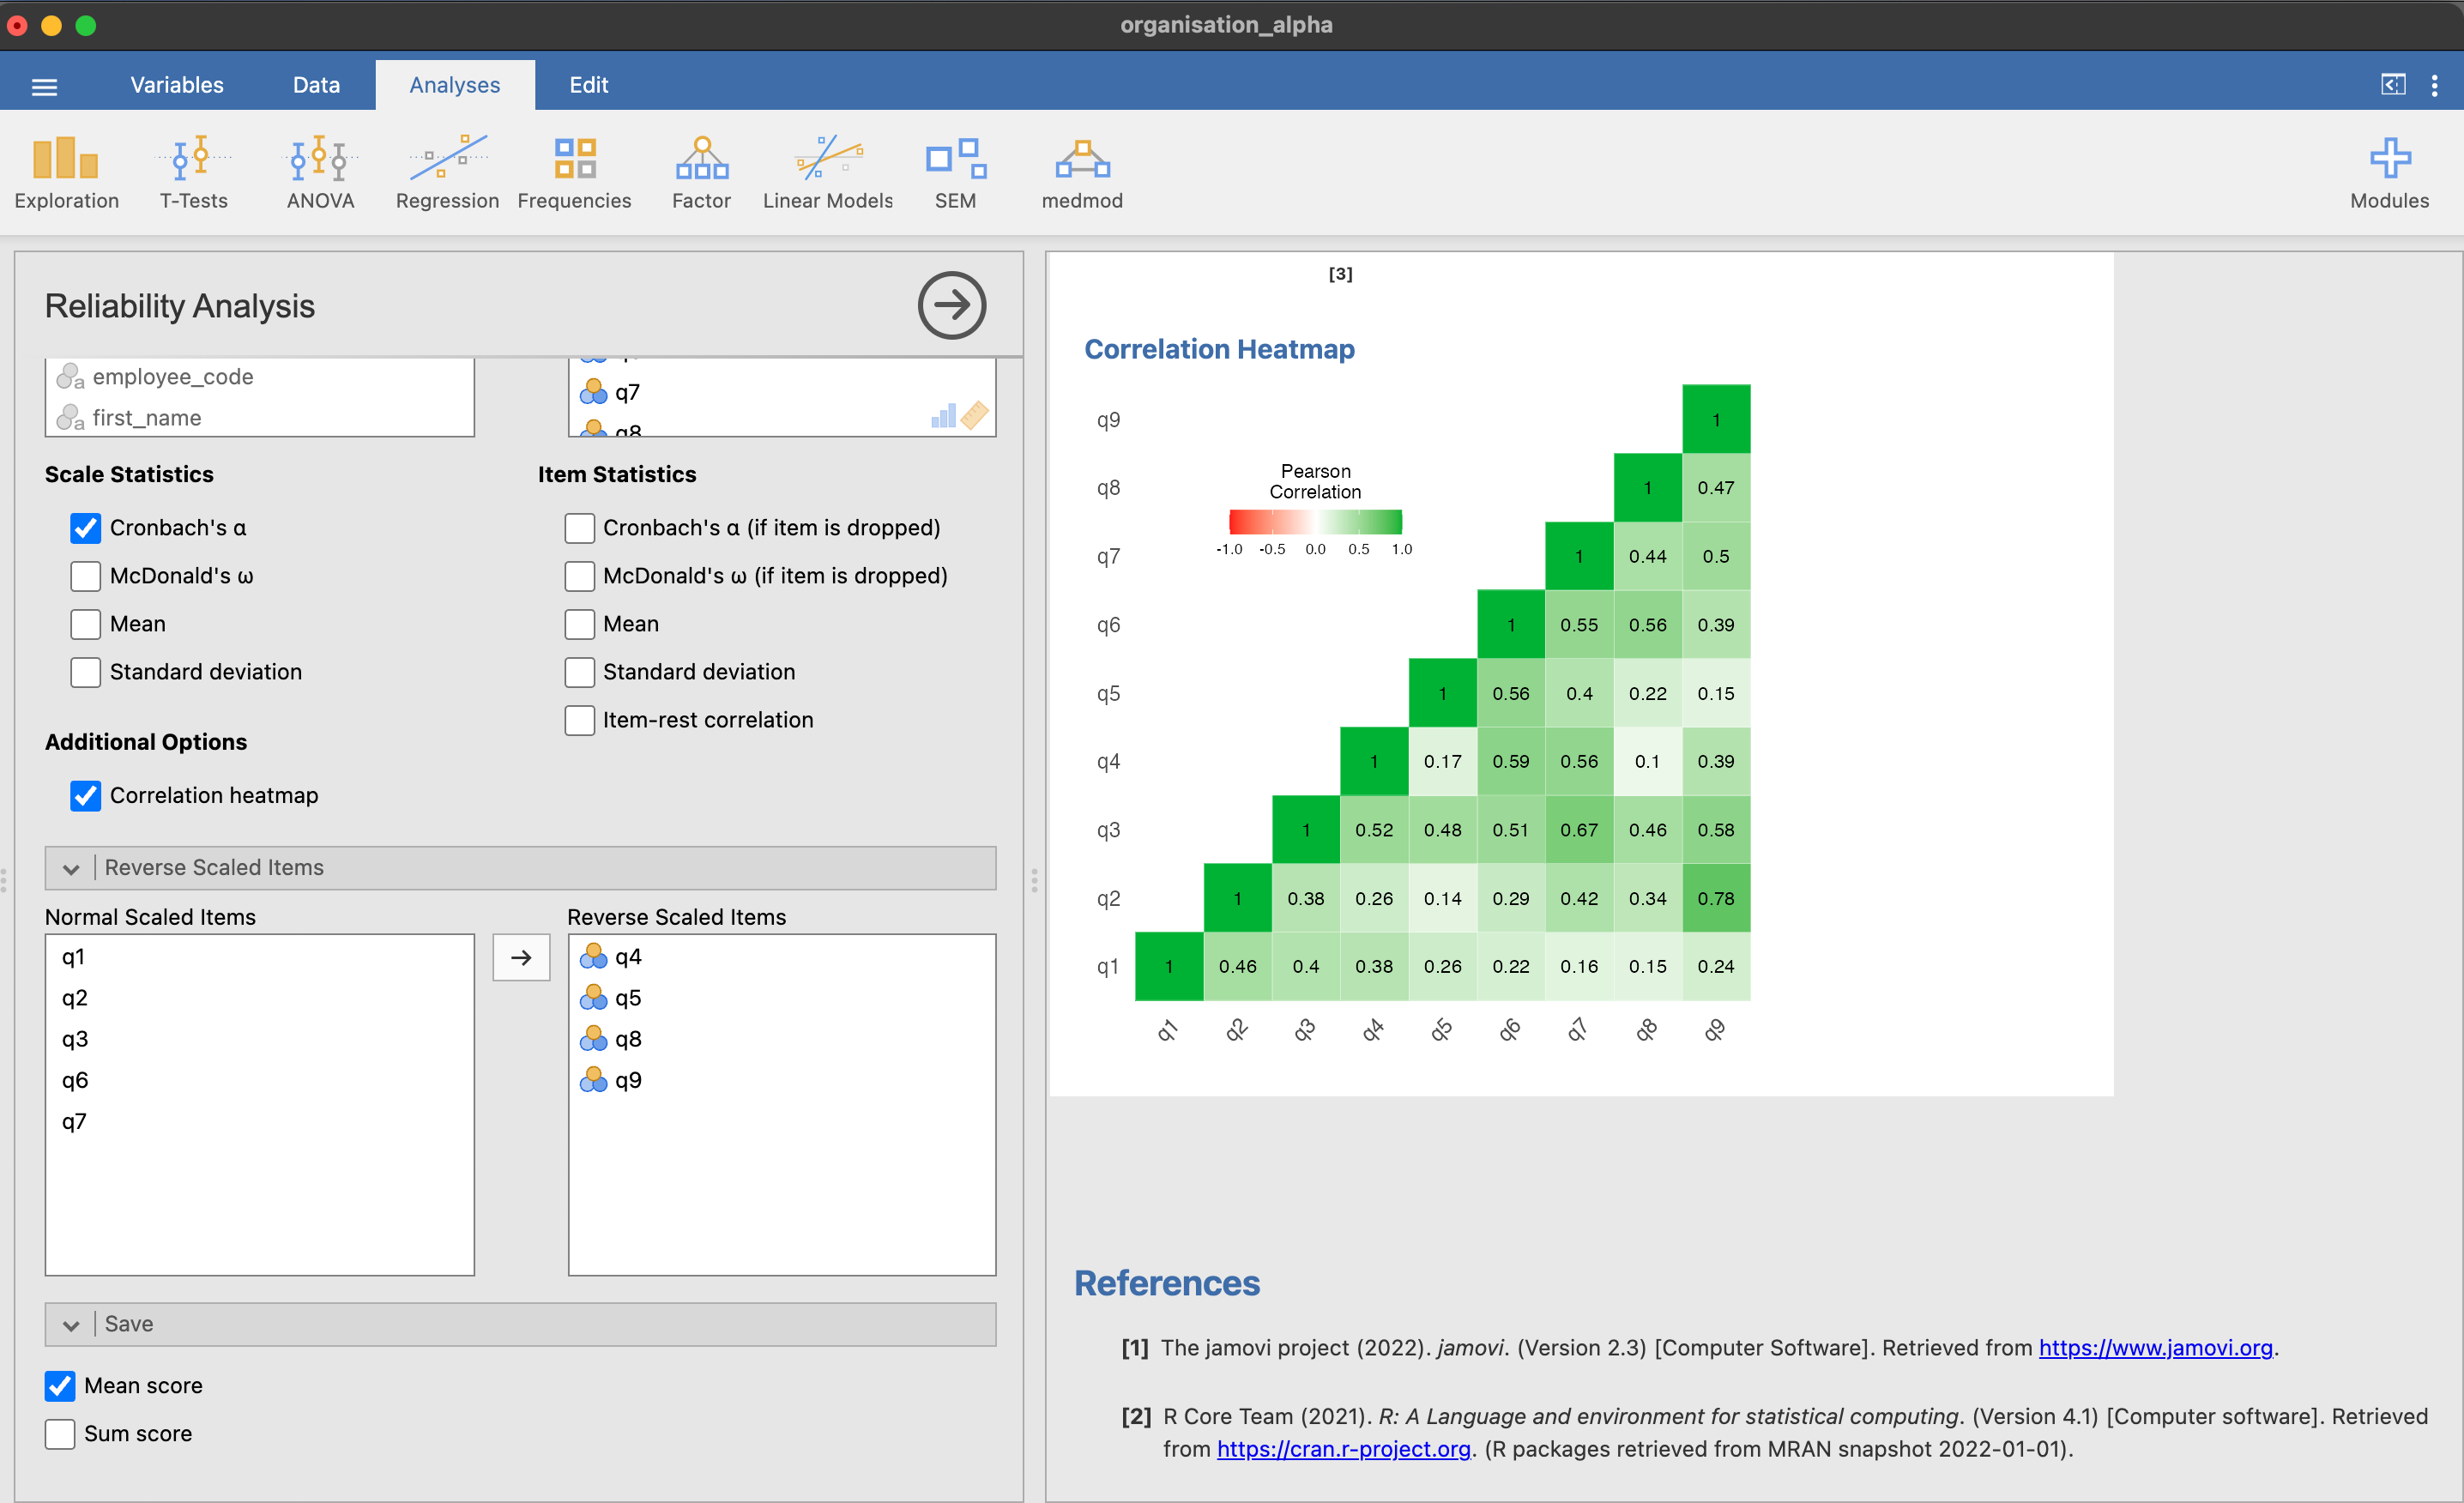 organisation_alpha
Variables Data Analyses Edit
Exploration T-Tests ANOVA Regression Frequencies Factor Linear Models SEM medmod Modules
Reliability Analysis
employee_code
first_name
q7
q8
Scale Statistics
Cronbach's α
McDonald's ω
Mean
Standard deviation
Item Statistics
Cronbach's α (if item is dropped)
McDonald's ω (if item is dropped)
Mean
Standard deviation
Item-rest correlation
Additional Options
Correlation heatmap
Reverse Scaled Items
Normal Scaled Items
q1
q2
q3
q6
q7
Reverse Scaled Items
q4
q5
q8
q9
Save
Mean score
Sum score
[3]
Correlation Heatmap
Pearson
Correlation
-1.0 -0.5 0.0 0.5 1.0
q9 1
q8 1 0.47
q7 1 0.44 0.5
q6 1 0.55 0.56 0.39
q5 1 0.56 0.4 0.22 0.15
q4 1 0.17 0.59 0.56 0.1 0.39
q3 1 0.52 0.48 0.51 0.67 0.46 0.58
q2 1 0.38 0.26 0.14 0.29 0.42 0.34 0.78
q1 1 0.46 0.4 0.38 0.26 0.22 0.16 0.15 0.24
q1 q2 q3 q4 q5 q6 q7 q8 q9
References
[1] The jamovi project (2022). jamovi. (Version 2.3) [Computer Software]. Retrieved from https://www.jamovi.org.
[2] R Core Team (2021). R: A Language and environment for statistical computing. (Version 4.1) [Computer software]. Retrieved
from https://cran.r-project.org. (R packages retrieved from MRAN snapshot 2022-01-01).